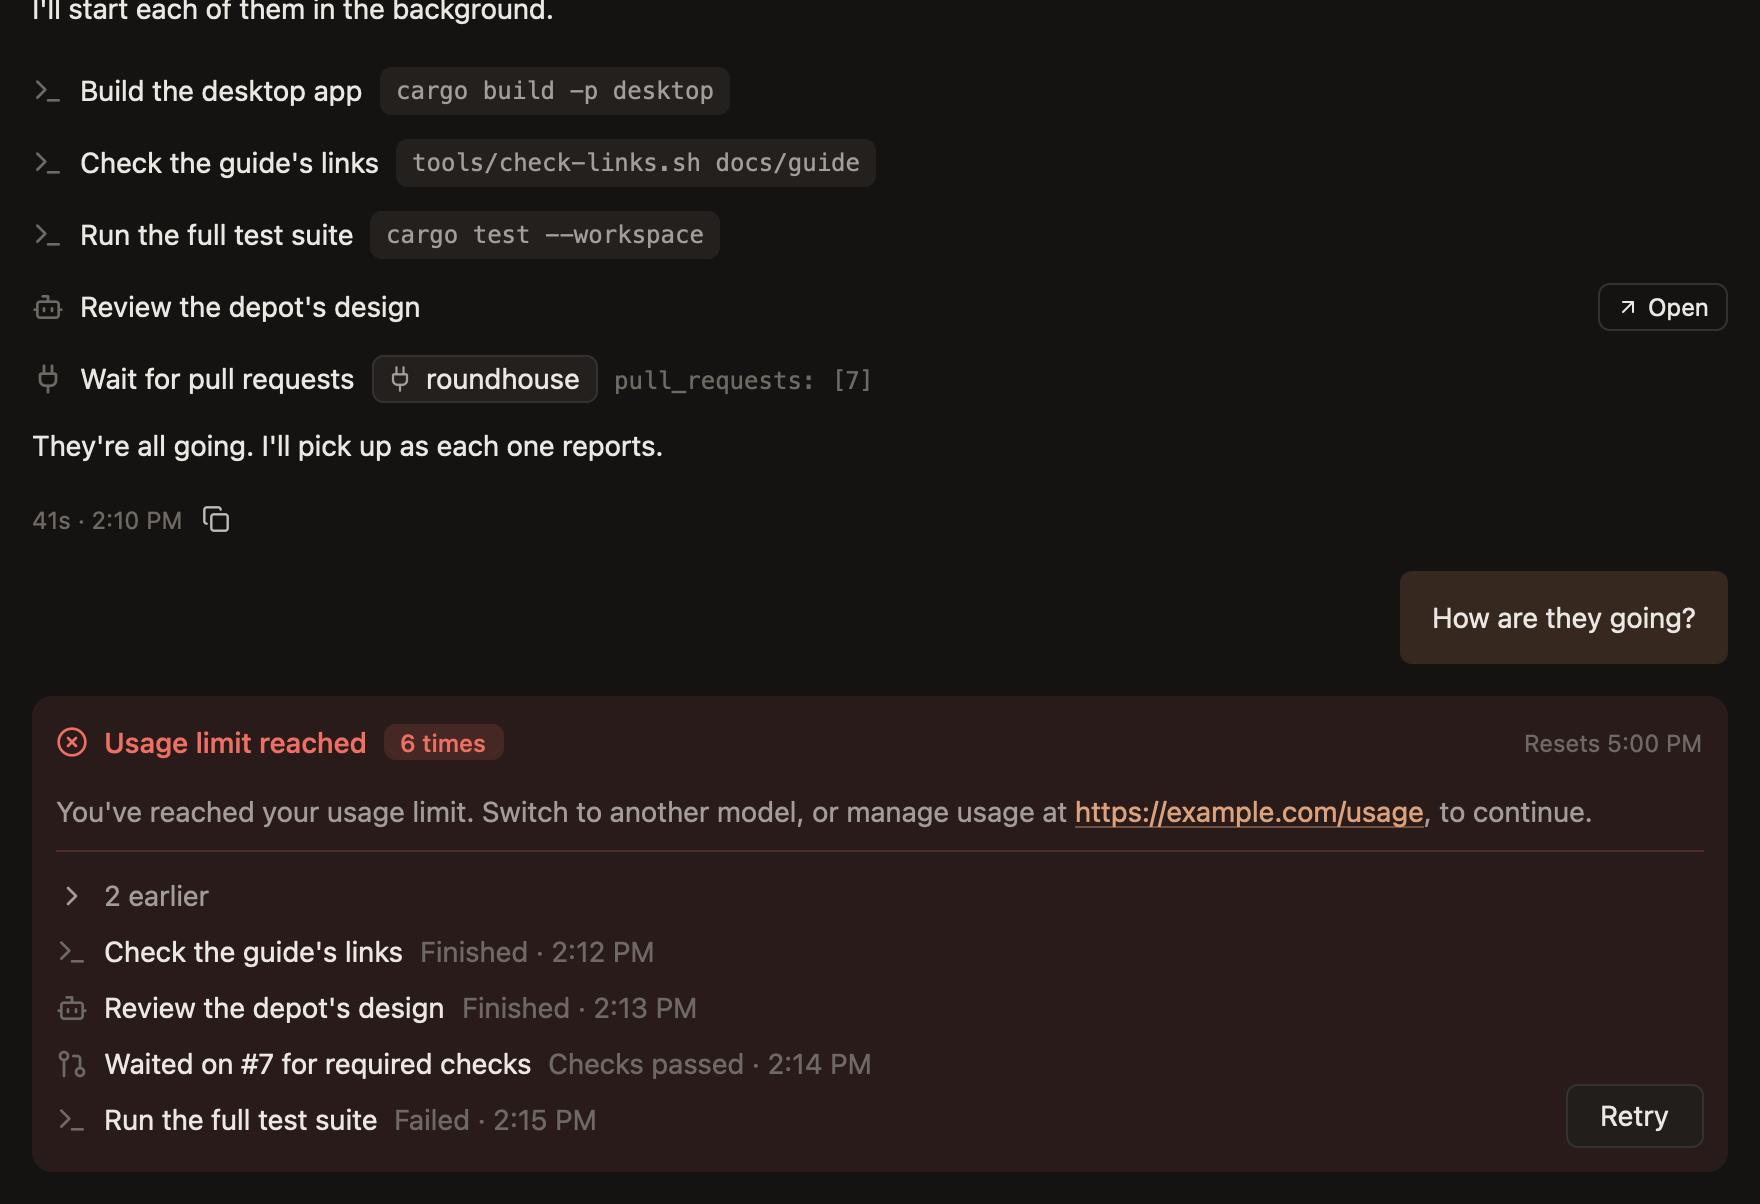 I'll start each of them in the background.
Build the desktop app cargo build -p desktop
Check the guide's links tools/check-links.sh docs/guide
Run the full test suite cargo test --workspace
Review the depot's design Open
Wait for pull requests roundhouse pull_requests: [7]
They're all going. I'll pick up as each one reports.
41s · 2:10 PM
How are they going?
Usage limit reached 6 times Resets 5:00 PM
You've reached your usage limit. Switch to another model, or manage usage at https://example.com/usage, to continue.
2 earlier
Check the guide's links Finished · 2:12 PM
Review the depot's design Finished · 2:13 PM
Waited on #7 for required checks Checks passed · 2:14 PM
Run the full test suite Failed · 2:15 PM
Retry